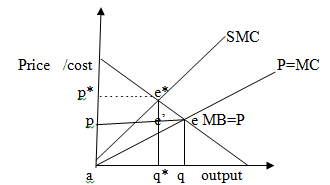 SMC
Price /cost
P=MC
p* e*
p e’ e MB=P
a q* q output